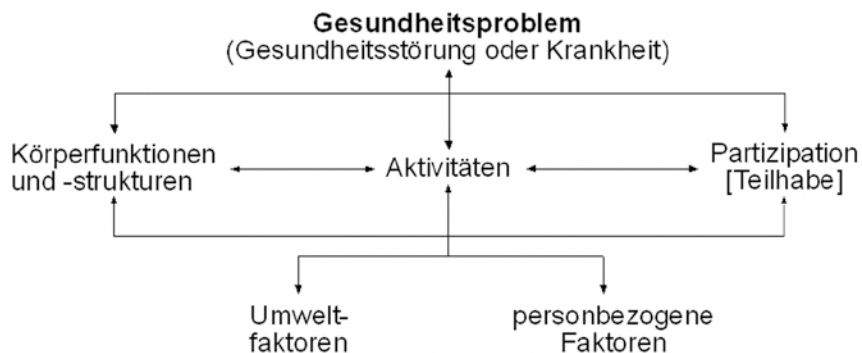 Gesundheitsproblem
(Gesundheitsstörung oder Krankheit)
Körperfunktionen
und -strukturen
Aktivitäten
Partizipation
[Teilhabe]
Umwelt-
faktoren
personbezogene
Faktoren